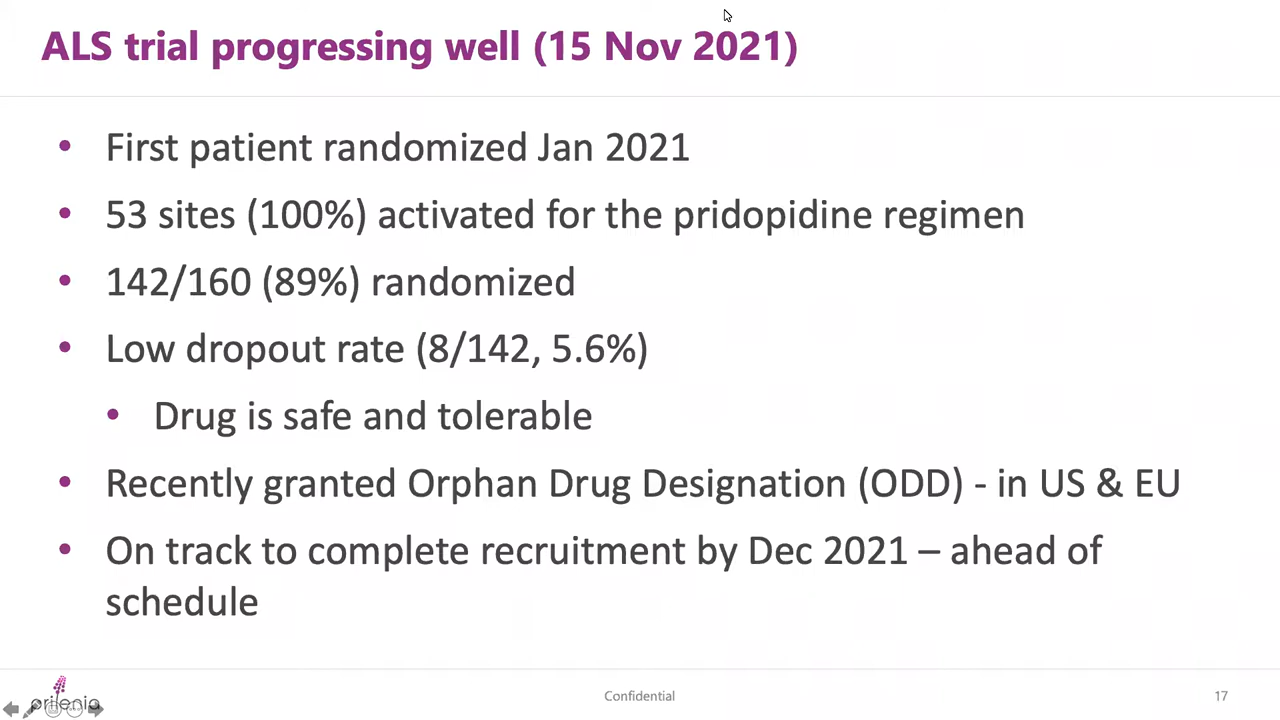 ALS trial progressing well (15 Nov 2021)
• First patient randomized Jan 2021
• 53 sites (100%) activated for the pridopidine regimen
• 142/160 (89%) randomized
• Low dropout rate (8/142, 5.6%)
• Drug is safe and tolerable
• Recently granted Orphan Drug Designation (ODD) - in US & EU
• On track to complete recruitment by Dec 2021 – ahead of
schedule
prilenia
Confidential
17